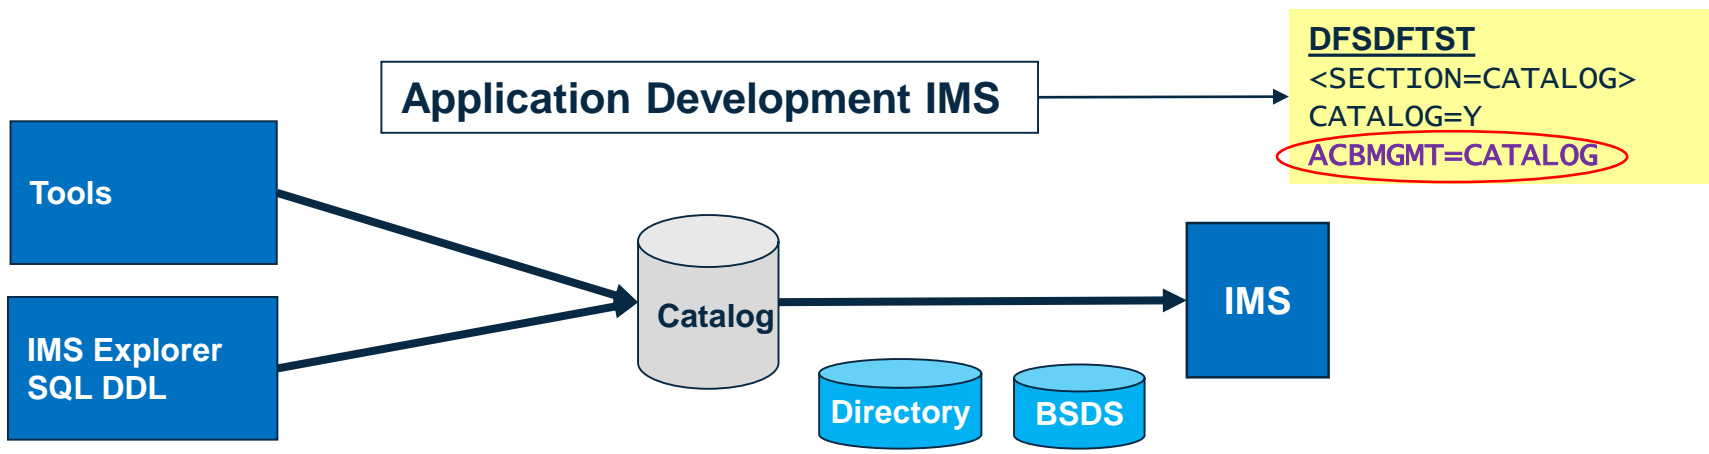 Application Development IMS
DFSDFTST
<SECTION=CATALOG>
CATALOG=Y
ACBMGMT=CATALOG
Tools
IMS Explorer
SQL DDL
Catalog
IMS
Directory
BSDS